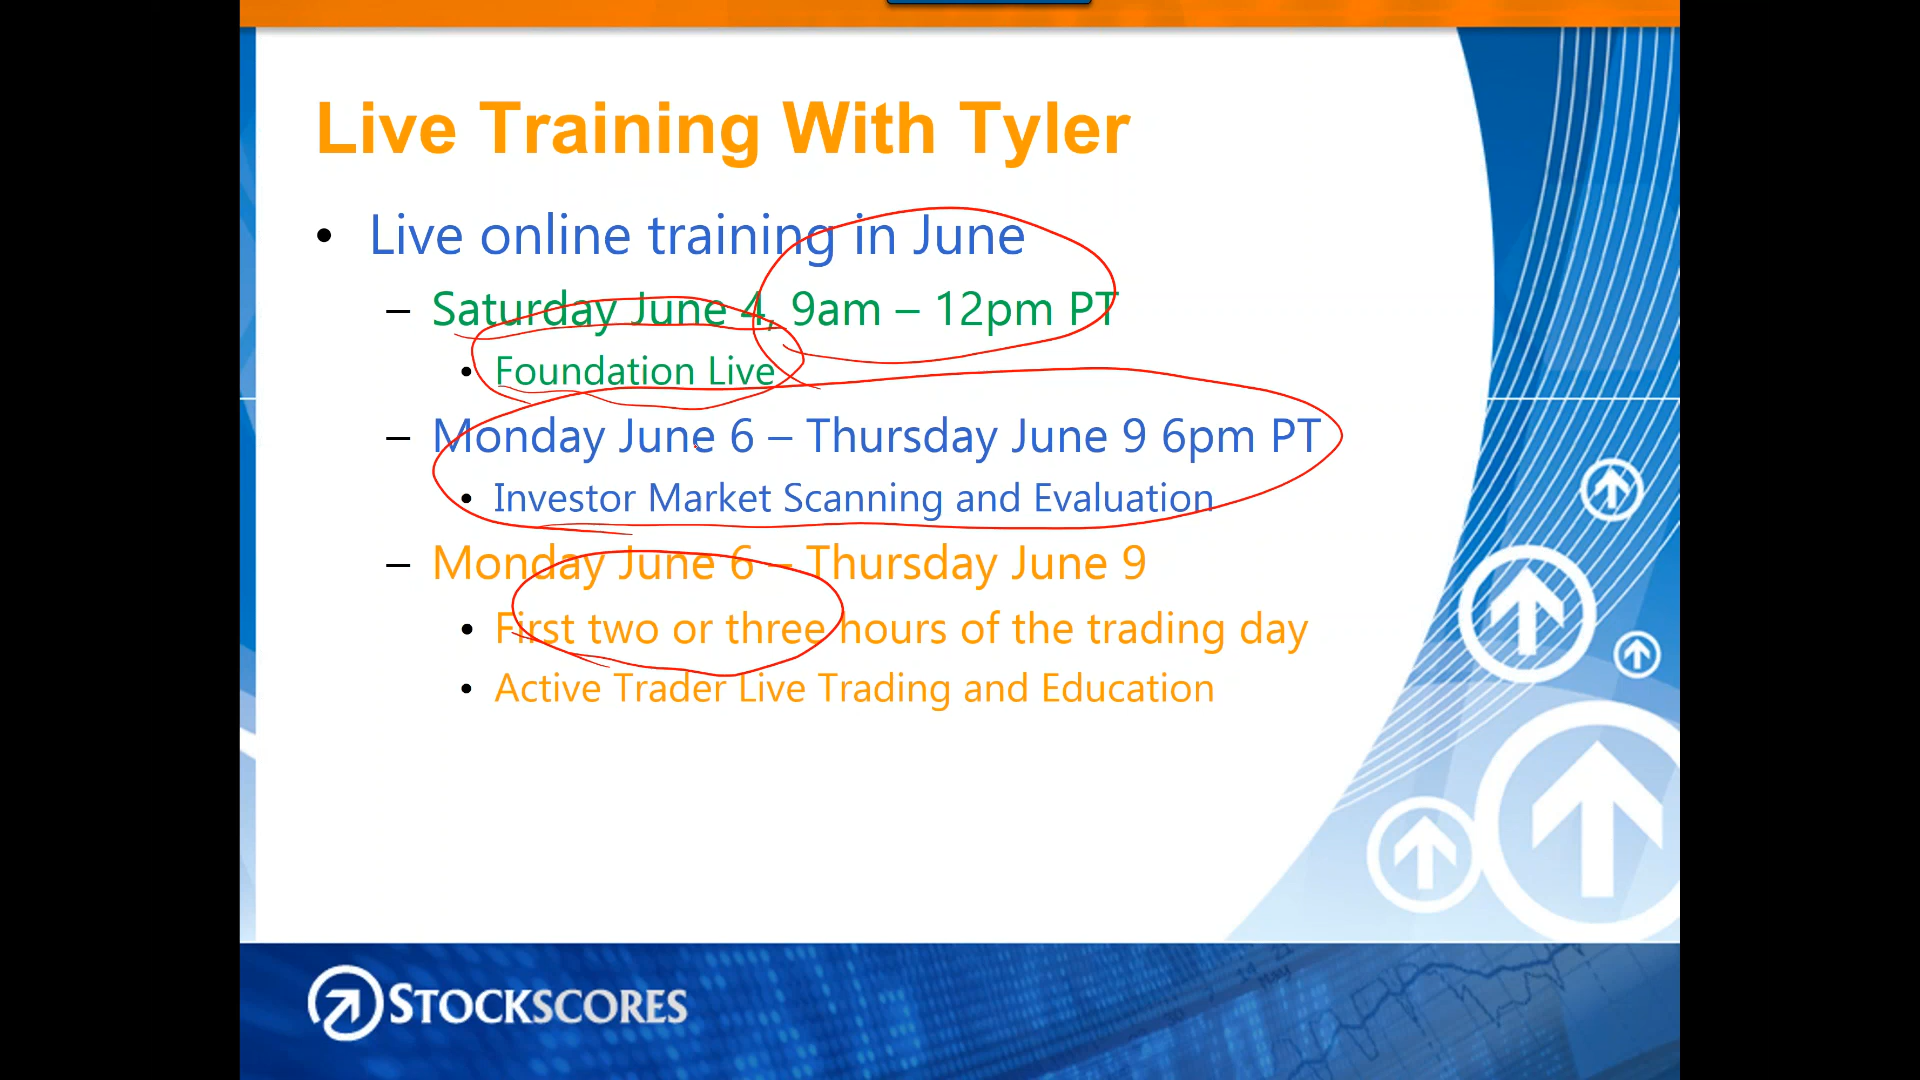 Live Training With Tyler
• Live online training in June
– Saturday June 4, 9am – 12pm PT
• Foundation Live
– Monday June 6 – Thursday June 9 6pm PT
• Investor Market Scanning and Evaluation
– Monday June 6 – Thursday June 9
• First two or three hours of the trading day
• Active Trader Live Trading and Education
STOCKSCORES